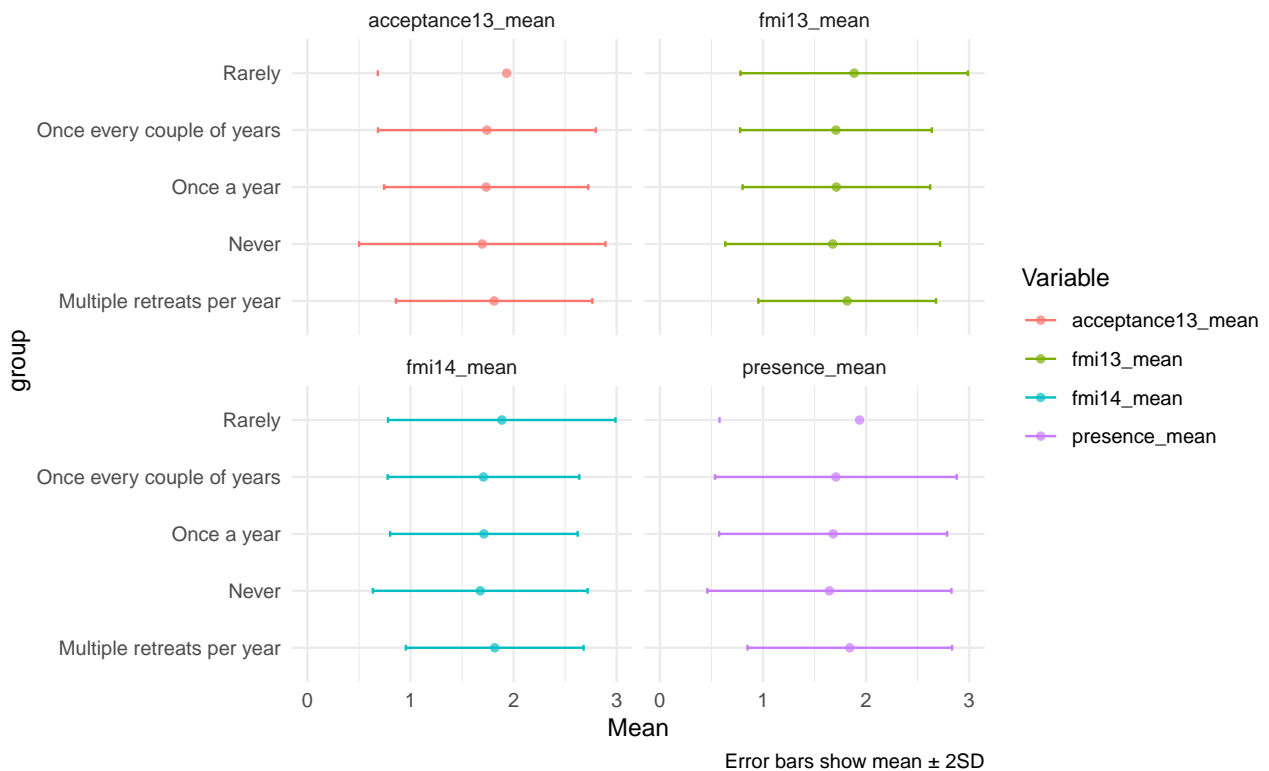 acceptance13_mean
fmi13_mean
Rarely
Once every couple of years
Once a year
Never
Multiple retreats per year
group
fmi14_mean
presence_mean
Rarely
Once every couple of years
Once a year
Never
Multiple retreats per year
0 1 2 3 0 1 2 3
Mean
Error bars show mean ± 2SD
Variable
acceptance13_mean
fmi13_mean
fmi14_mean
presence_mean